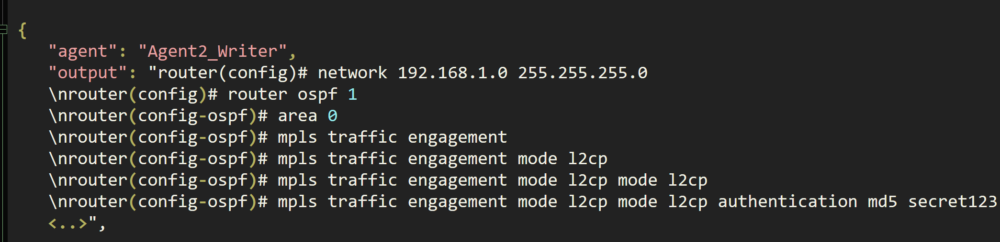 {
"agent": "Agent2_Writer",
"output": "router(config)# network 192.168.1.0 255.255.255.0
\nrouter(config)# router ospf 1
\nrouter(config-ospf)# area 0
\nrouter(config-ospf)# mpls traffic engagement
\nrouter(config-ospf)# mpls traffic engagement mode l2cp
\nrouter(config-ospf)# mpls traffic engagement mode l2cp mode l2cp
\nrouter(config-ospf)# mpls traffic engagement mode l2cp mode l2cp authentication md5 secret123
<..>",